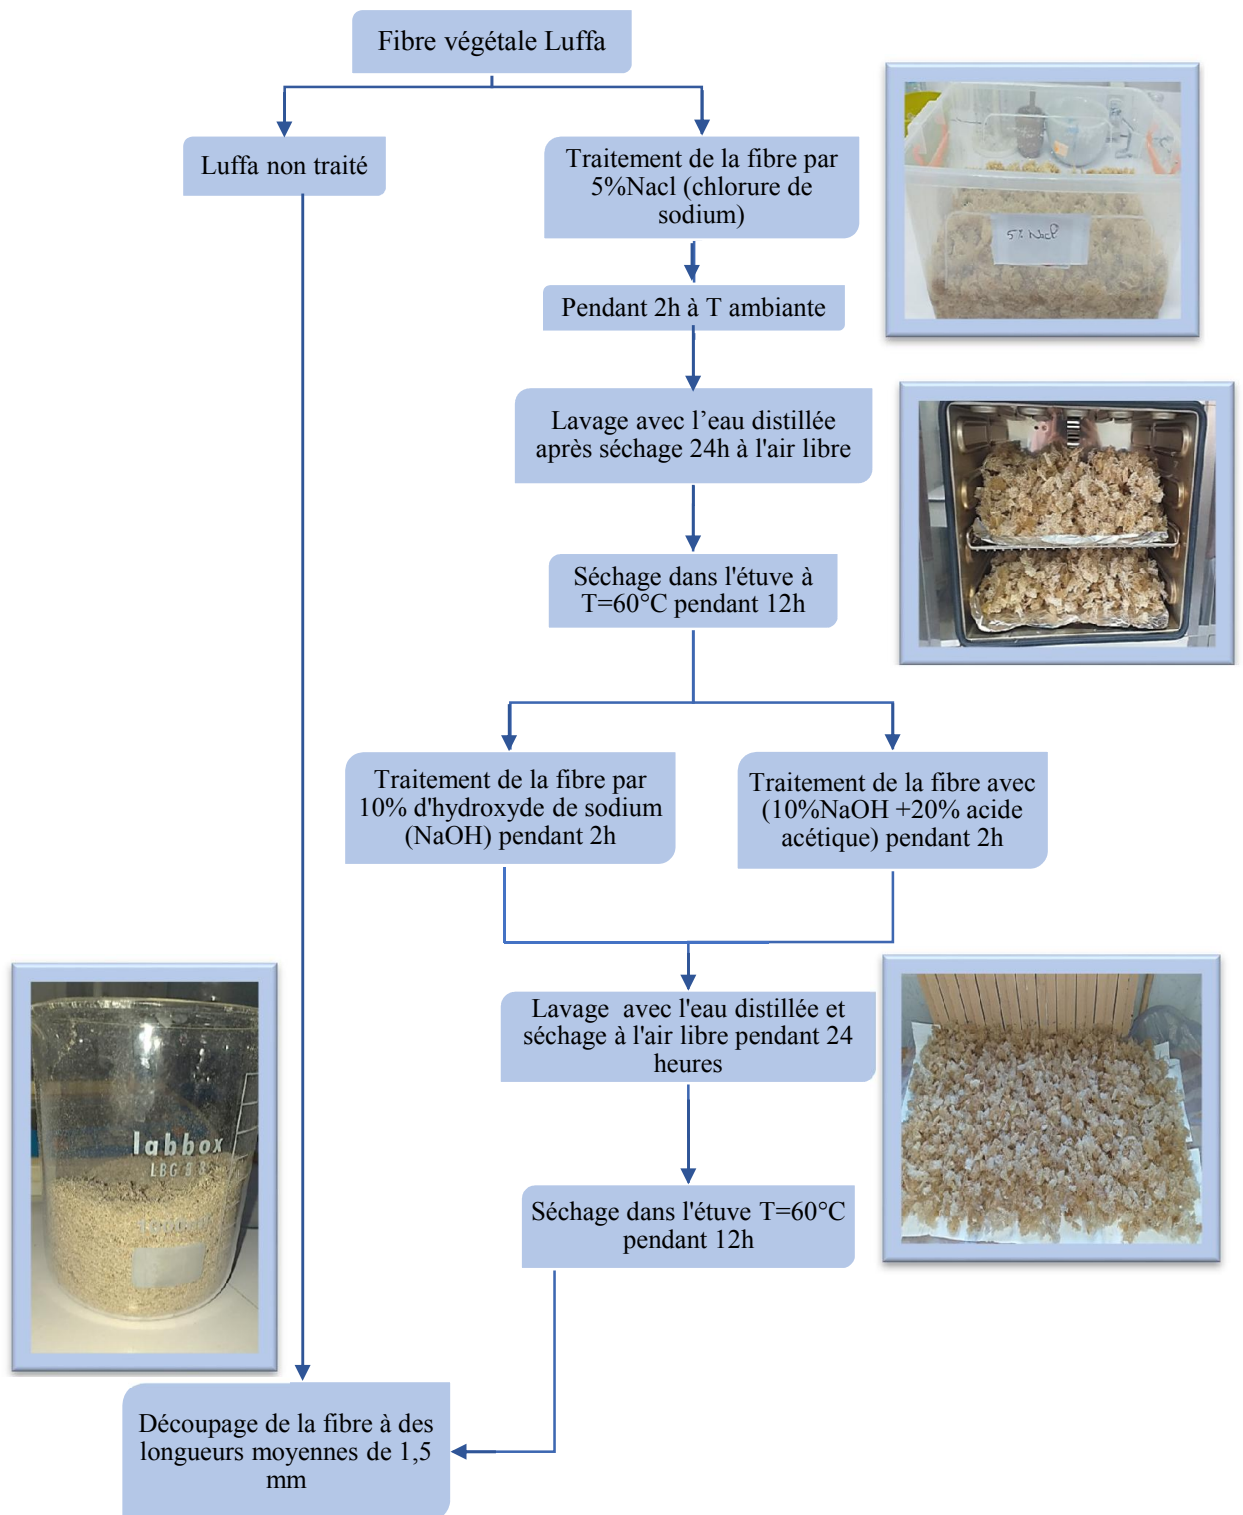 Fibre végétale Luffa
Luffa non traité
Traitement de la fibre par
5%Nacl (chlorure de
sodium)
5% Nacl
Pendant 2h à T ambiante
Lavage avec l’eau distillée
après séchage 24h à l'air libre
Séchage dans l'étuve à
T=60°C pendant 12h
Traitement de la fibre par
10% d'hydroxyde de sodium
(NaOH) pendant 2h
Traitement de la fibre avec
(10%NaOH +20% acide
acétique) pendant 2h
Lavage avec l'eau distillée et
séchage à l'air libre pendant 24
heures
labbox
Séchage dans l'étuve T=60°C
pendant 12h
Découpage de la fibre à des
longueurs moyennes de 1,5
mm